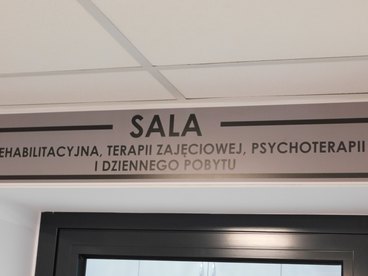 SALA
EHABILITACYJNA, TERAPII ZAJĘCIOWEJ, PSYCHOTERAPII
I DZIENNEGO POBYTU